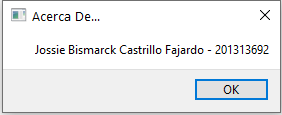 Acerca De...
Jossie Bismarck Castrillo Fajardo - 201313692
OK